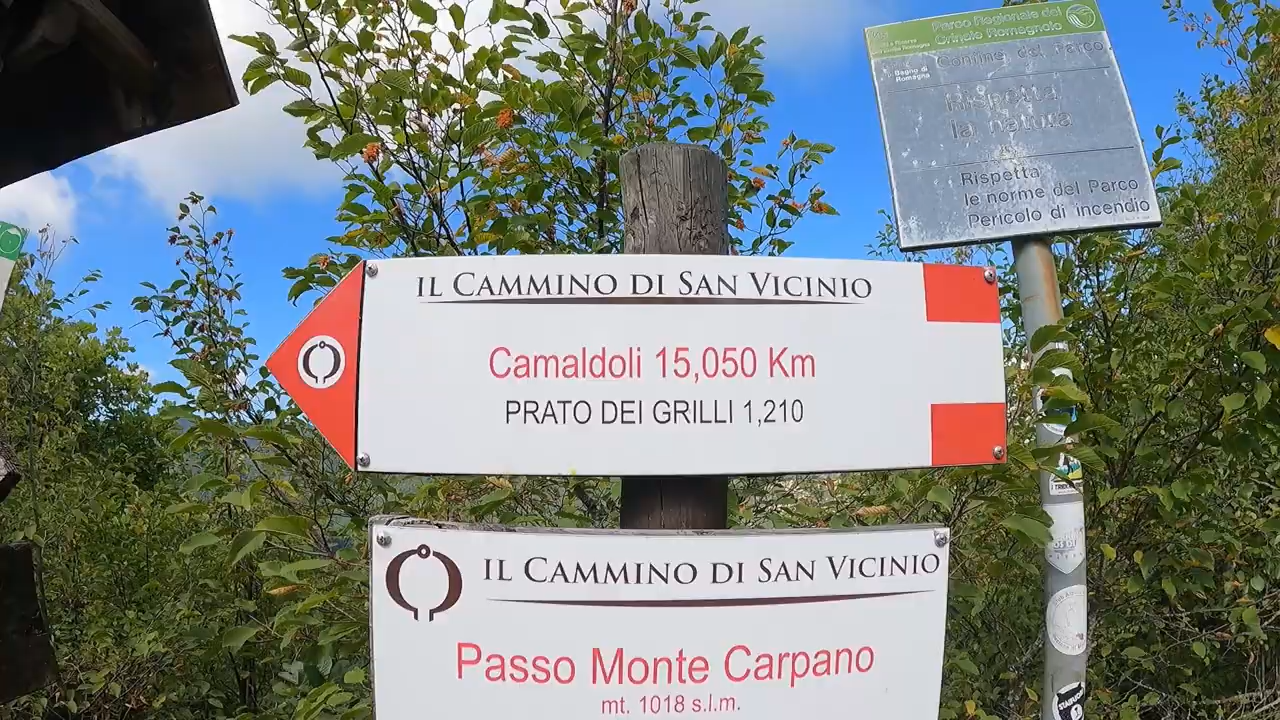 IL CAMMINO DI SAN VICINIO
Camaldoli 15,050 Km
PRATO DEI GRILLI 1,210
IL CAMMINO DI SAN VICINIO
Passo Monte Carpano
mt. 1018 s.l.m.
Parco Regionale del
Crinale Romagnolo
Bagno di
Romagna
Confine del Parco
Rispetta
la natura
Rispetta
le norme del Parco
Pericolo di incendio